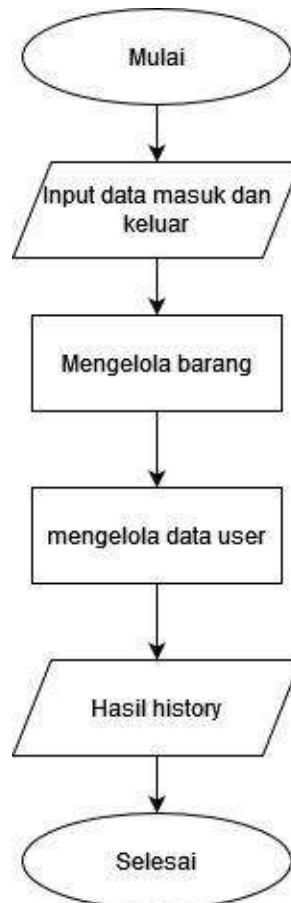 Mulai
Input data masuk dan
keluar
Mengelola barang
mengelola data user
Hasil history
Selesai